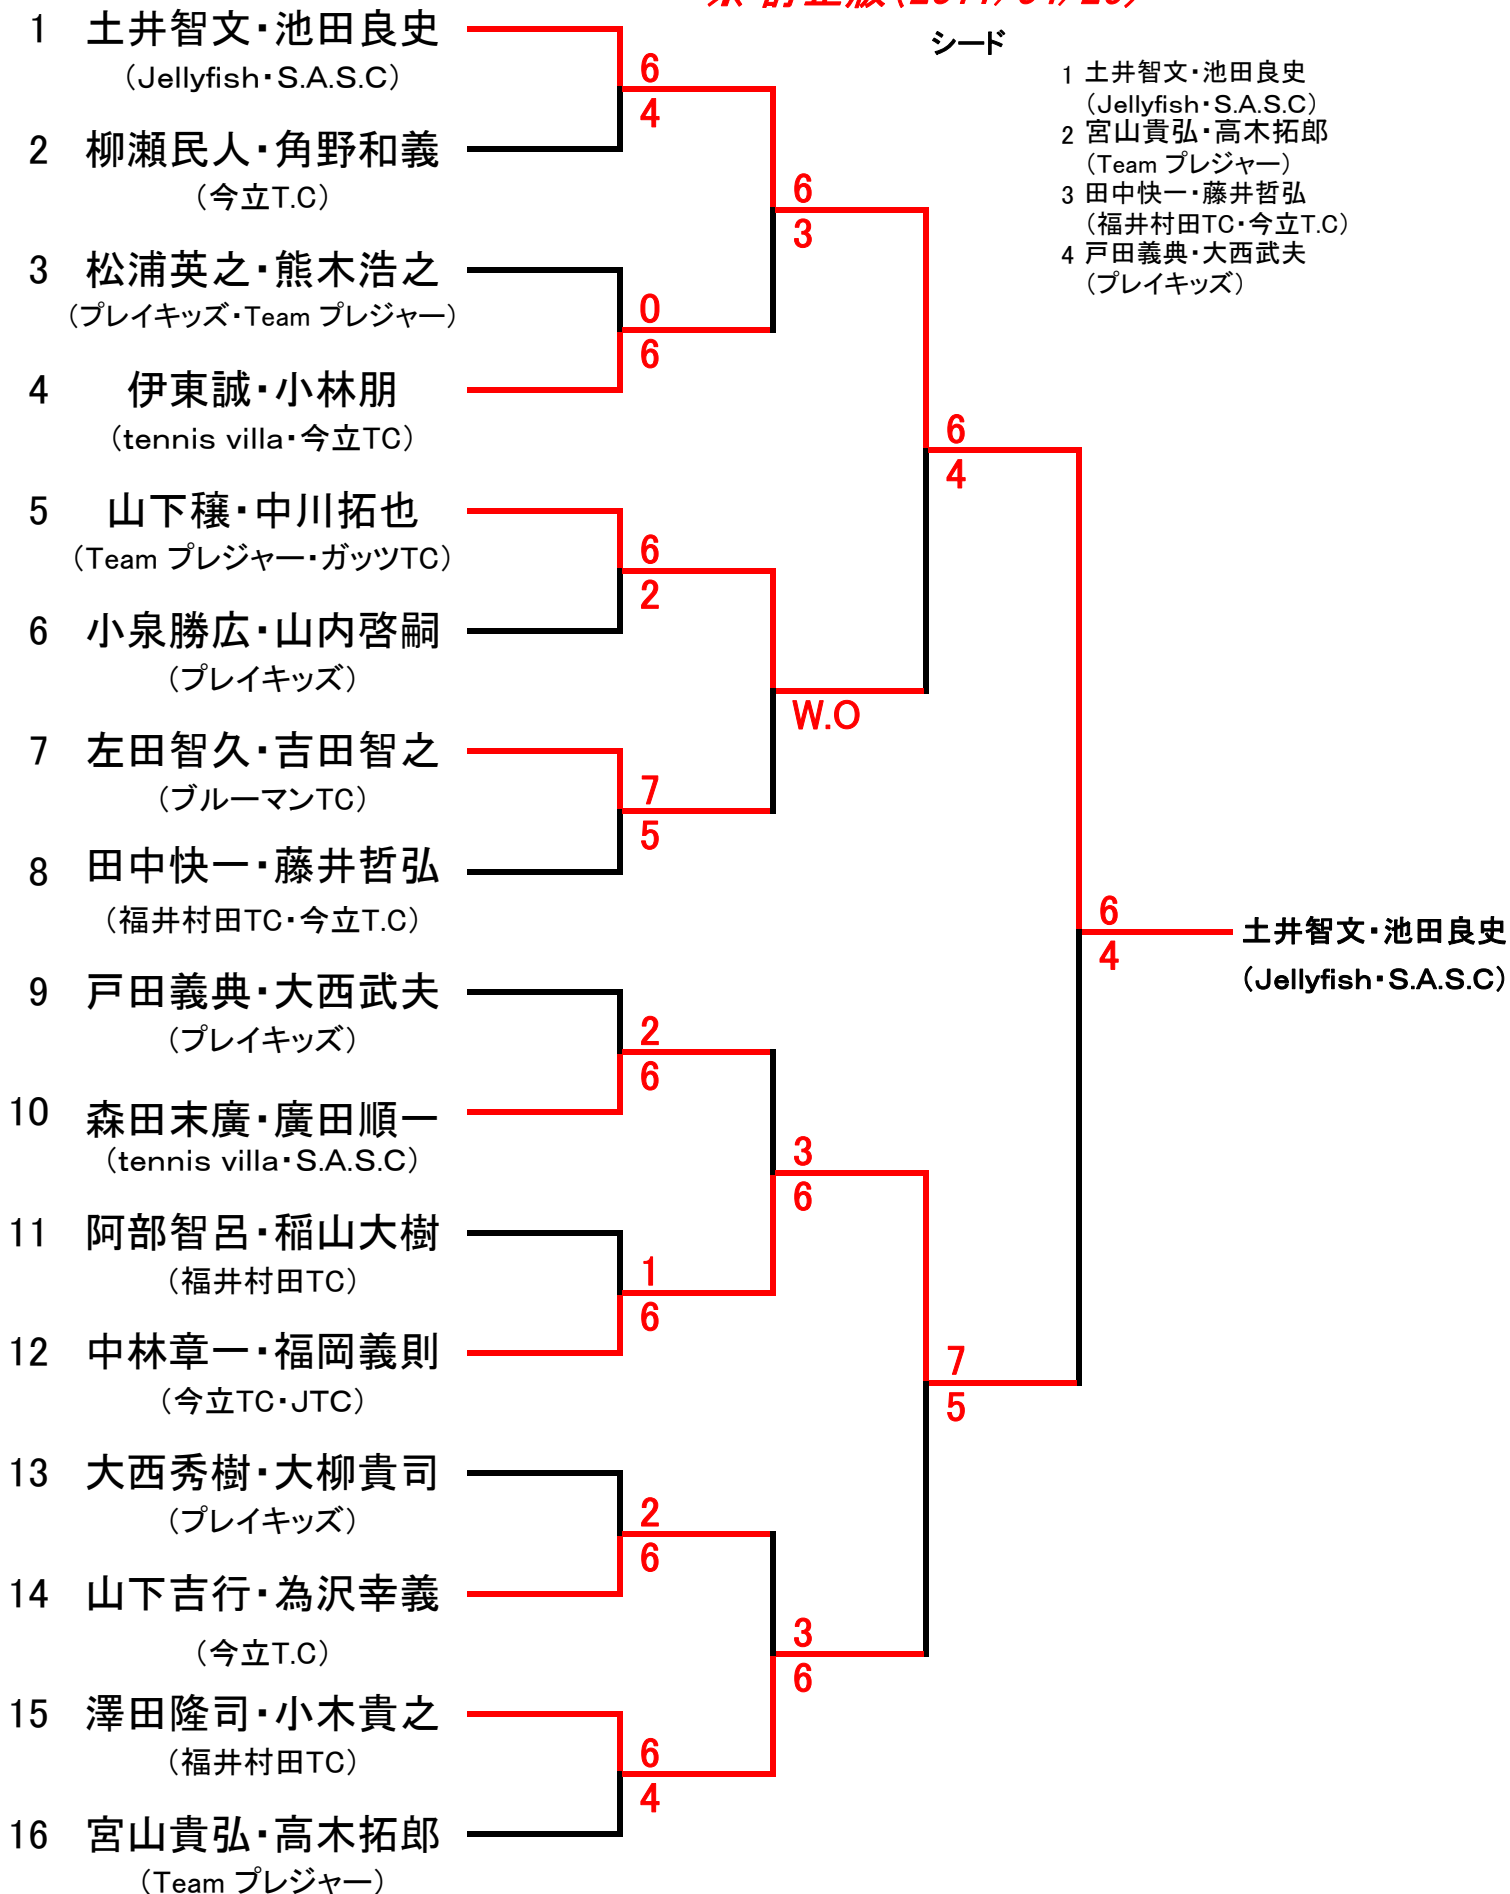 シード
1 土井智文・池田良史
（Jellyfish・S.A.S.C）
2 宮山貴弘・高木拓郎
（Team プレジャー）
3 田中快一・藤井哲弘
（福井村田TC・今立T.C）
4 戸田義典・大西武夫
（プレイキッズ）
1 土井智文・池田良史
（Jellyfish・S.A.S.C）
6
4
2 柳瀬民人・角野和義
（今立T.C）
6
3
3 松浦英之・熊木浩之
（プレイキッズ・Team プレジャー）
0
6
4 伊東誠・小林朋
（tennis villa・今立TC）
6
4
5 山下穣・中川拓也
（Team プレジャー・ガッツTC）
6
2
6 小泉勝広・山内啓嗣
（プレイキッズ）
W.O
7 左田智久・吉田智之
（ブルーマンTC）
7
5
8 田中快一・藤井哲弘
（福井村田TC・今立T.C）
6
4
土井智文・池田良史
（Jellyfish・S.A.S.C）
9 戸田義典・大西武夫
（プレイキッズ）
2
6
10 森田末廣・廣田順一
（tennis villa・S.A.S.C）
3
6
11 阿部智呂・稲山大樹
（福井村田TC）
1
6
12 中林章一・福岡義則
（今立TC・JTC）
7
5
13 大西秀樹・大柳貴司
（プレイキッズ）
2
6
14 山下吉行・為沢幸義
（今立T.C）
3
6
15 澤田隆司・小木貴之
（福井村田TC）
6
4
16 宮山貴弘・高木拓郎
（Team プレジャー）